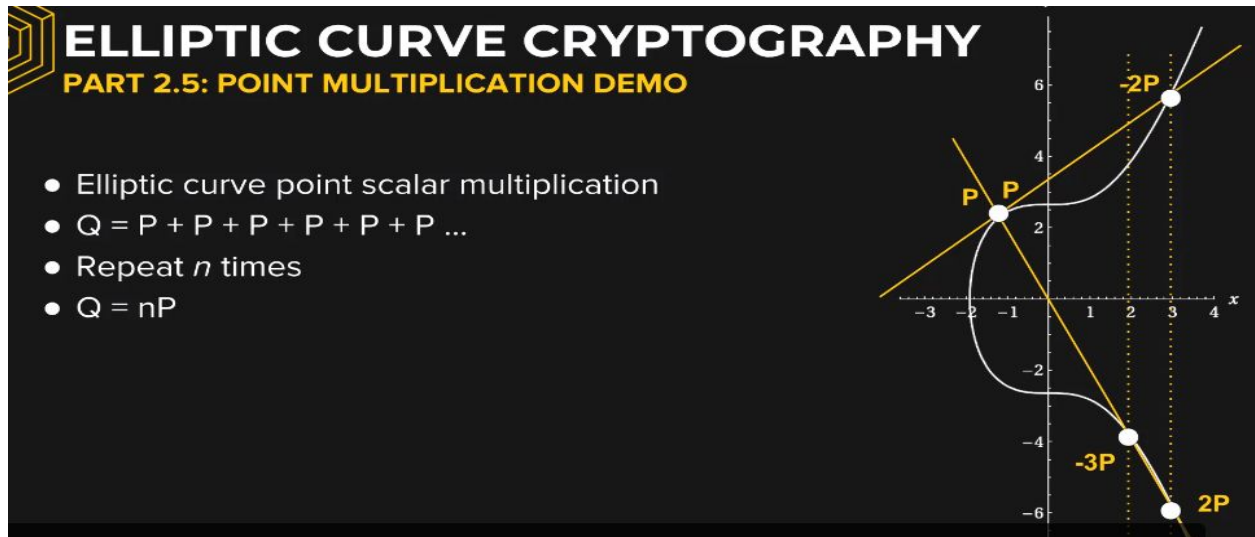 ELLIPTIC CURVE CRYPTOGRAPHY
PART 2.5: POINT MULTIPLICATION DEMO
● Elliptic curve point scalar multiplication
● Q = P + P + P + P + P + P ...
● Repeat n times
● Q = nP
6
-2P
4
P P
2
−3 −2 −1 1 2 3 4 x
−2
−4
-3P
2P
−6